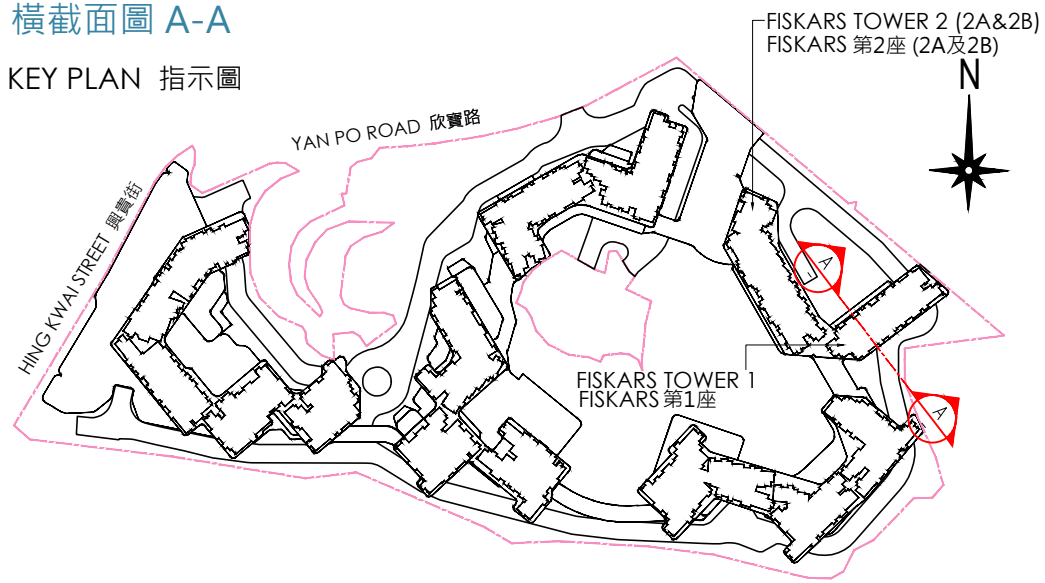 橫截面圖 A-A
KEY PLAN 指示圖
FISKARS TOWER 2 (2A&2B)
FISKARS 第2座 (2A及2B)
N
YAN PO ROAD 欣寶路
HING KWAI STREET 興貴街
A
FISKARS TOWER 1
FISKARS 第1座
A